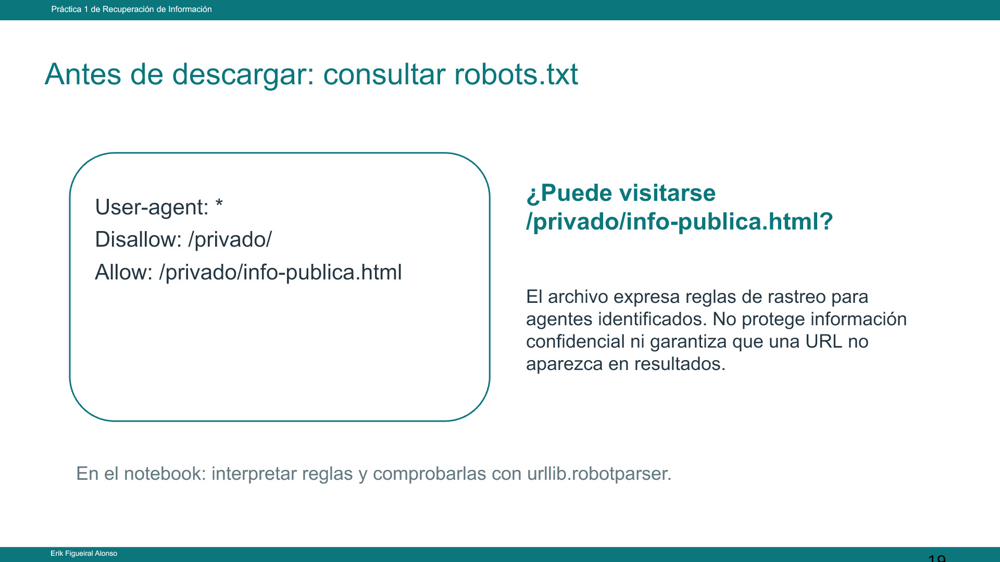 Práctica 1 de Recuperación de Información
Antes de descargar: consultar robots.txt
User-agent: *
Disallow: /privado/
Allow: /privado/info-publica.html
¿Puede visitarse
/privado/info-publica.html?
El archivo expresa reglas de rastreo para
agentes identificados. No protege información
confidencial ni garantiza que una URL no
aparezca en resultados.
En el notebook: interpretar reglas y comprobarlas con urllib.robotparser.
Erik Figueiral Alonso
19